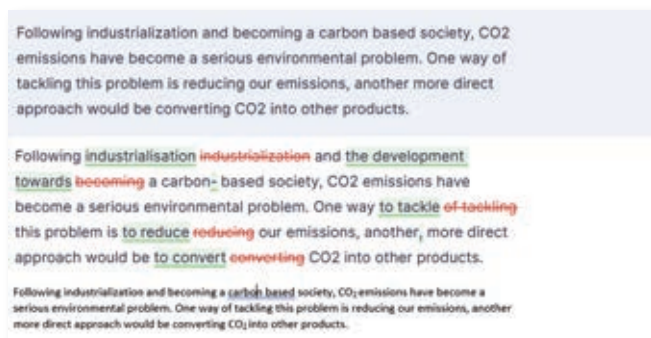 Following industrialization and becoming a carbon based society, CO2
emissions have become a serious environmental problem. One way of
tackling this problem is reducing our emissions, another more direct
approach would be converting CO2 into other products.
Following industrialisation industrialization and the development
towards becoming a carbon- based society, CO2 emissions have
become a serious environmental problem. One way to tackle of tackling
this problem is to reduce reducing our emissions, another, more direct
approach would be to convert converting CO2 into other products.
Following industrialization and becoming a carbon based society, CO₂ emissions have become a
serious environmental problem. One way of tackling this problem is reducing our emissions, another
more direct approach would be converting CO₂ into other products.